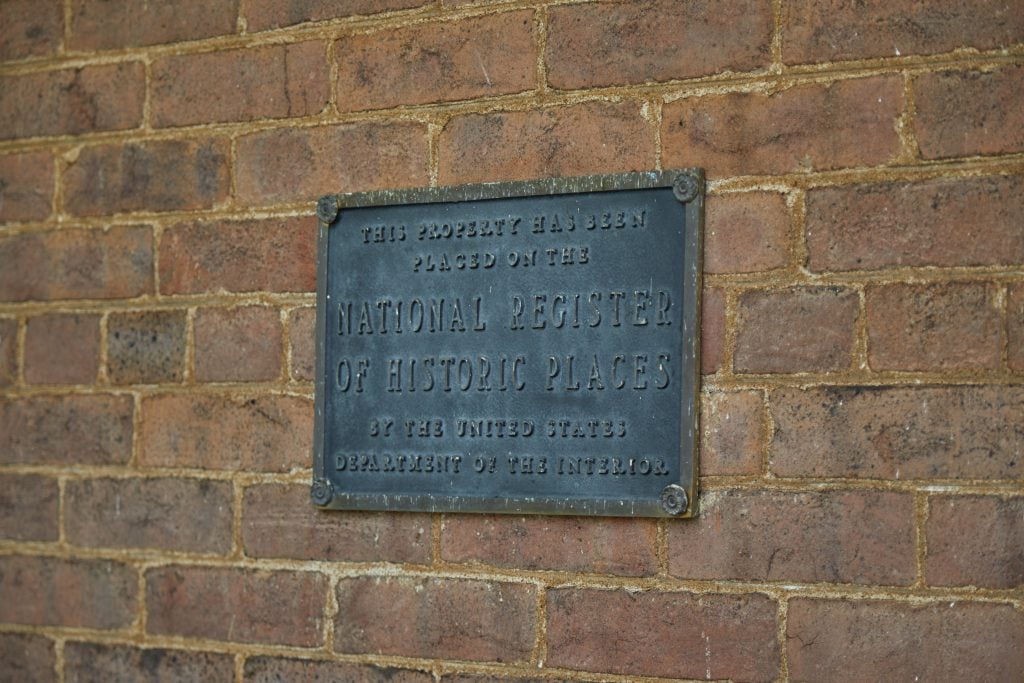 THIS PROPERTY HAS BEEN
PLACED ON THE
NATIONAL REGISTER
OF HISTORIC PLACES
BY THE UNITED STATES
DEPARTMENT OF THE INTERIOR